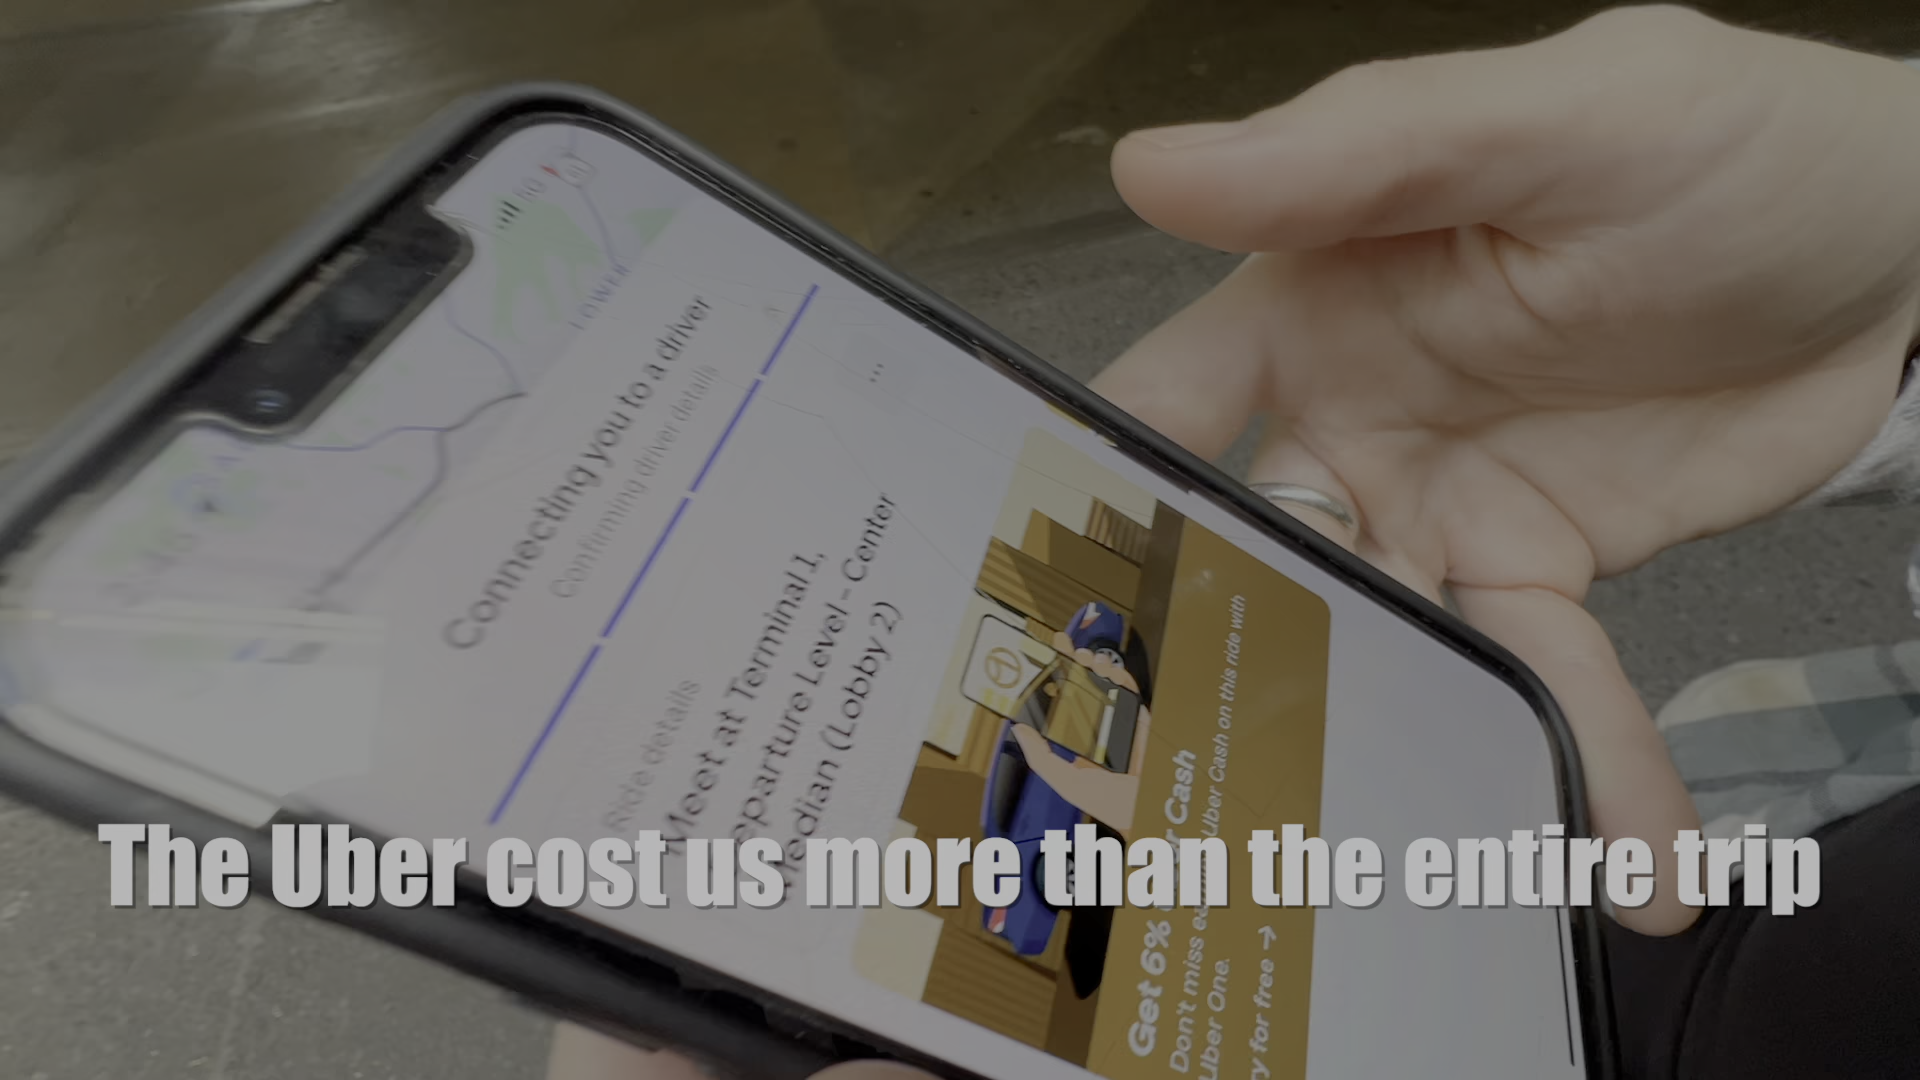 5G
LOWER
Connecting you to a driver
Confirming driver details
Ride details
Meet at Terminal 1,
Departure Level - Center
Median (Lobby 2)
Get 6% Cash
Don't miss Uber Cash on this ride with
Uber One.
for free →
The Uber cost us more than the entire trip